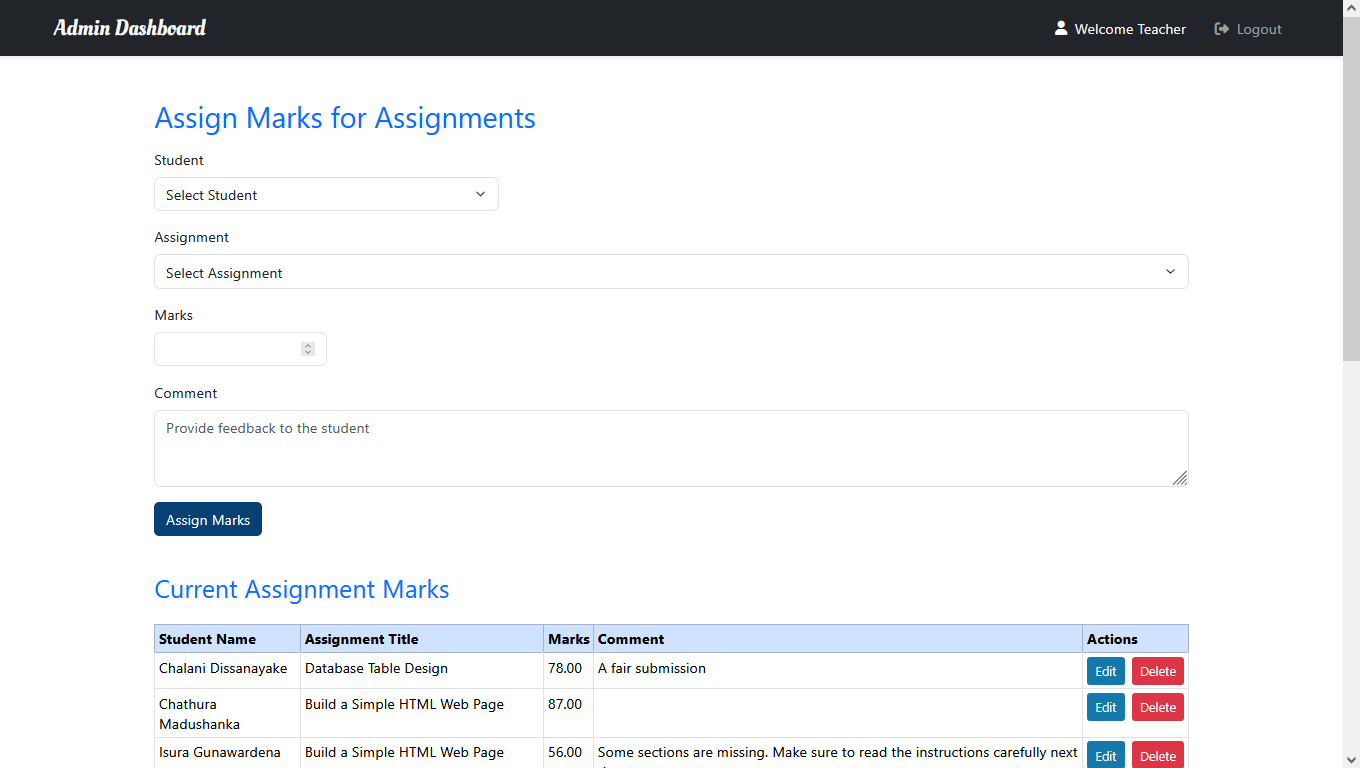 Admin Dashboard
Welcome Teacher
Logout
Assign Marks for Assignments
Student
Select Student
Assignment
Select Assignment
Marks
Comment
Provide feedback to the student
Assign Marks
Current Assignment Marks
Student Name Assignment Title Marks Comment Actions
Chalani Dissanayake Database Table Design 78.00 A fair submission Edit Delete
Chathura Build a Simple HTML Web Page 87.00 Edit Delete
Madushanka
Isura Gunawardena Build a Simple HTML Web Page 56.00 Some sections are missing. Make sure to read the instructions carefully next Edit Delete